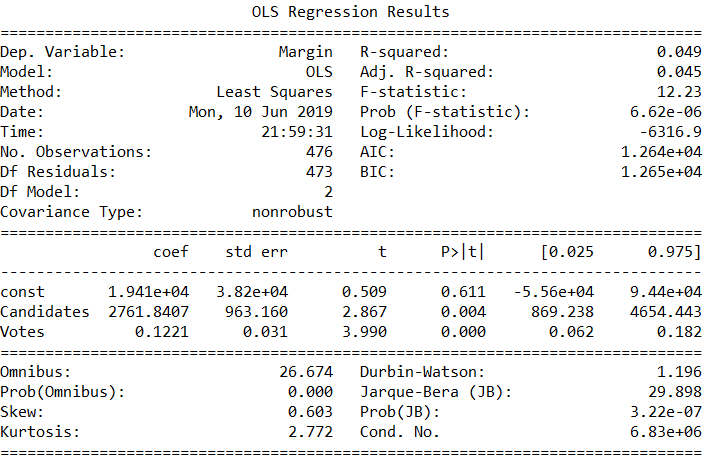 OLS Regression Results
==============================================================================
Dep. Variable: Margin R-squared: 0.049
Model: OLS Adj. R-squared: 0.045
Method: Least Squares F-statistic: 12.23
Date: Mon, 10 Jun 2019 Prob (F-statistic): 6.62e-06
Time: 21:59:31 Log-Likelihood: -6316.9
No. Observations: 476 AIC: 1.264e+04
Df Residuals: 473 BIC: 1.265e+04
Df Model: 2
Covariance Type: nonrobust
==============================================================================
coef std err t P>|t| [0.025 0.975]
------------------------------------------------------------------------------
const 1.941e+04 3.82e+04 0.509 0.611 -5.56e+04 9.44e+04
Candidates 2761.8407 963.160 2.867 0.004 869.238 4654.443
Votes 0.1221 0.031 3.990 0.000 0.062 0.182
==============================================================================
Omnibus: 26.674 Durbin-Watson: 1.196
Prob(Omnibus): 0.000 Jarque-Bera (JB): 29.898
Skew: 0.603 Prob(JB): 3.22e-07
Kurtosis: 2.772 Cond. No. 6.83e+06
==============================================================================